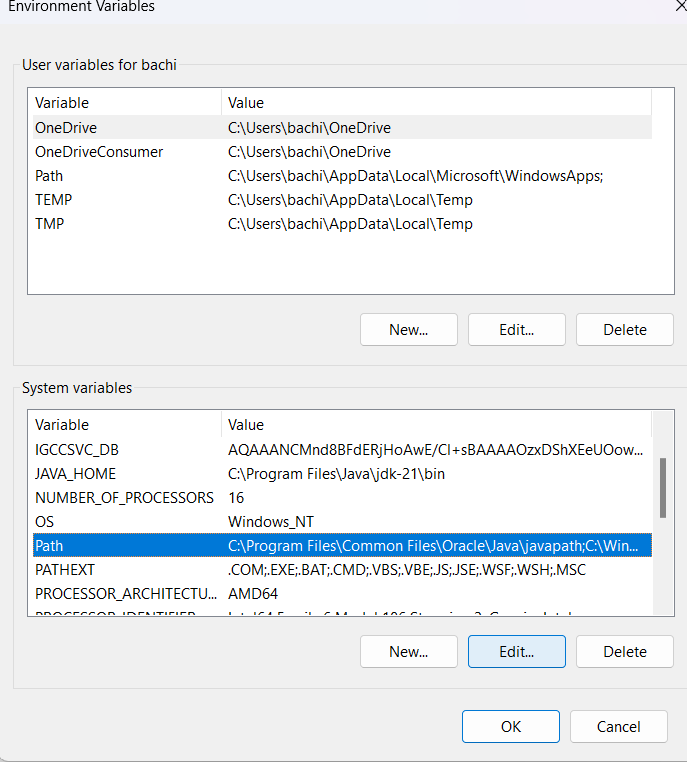 Environment Variables
User variables for bachi
Variable Value
OneDrive C:\Users\bachi\OneDrive
OneDriveConsumer C:\Users\bachi\OneDrive
Path C:\Users\bachi\AppData\Local\Microsoft\WindowsApps;
TEMP C:\Users\bachi\AppData\Local\Temp
TMP C:\Users\bachi\AppData\Local\Temp
New... Edit... Delete
System variables
Variable Value
IGCCSVC_DB AQAAANCMnd8BFdERjHoAwE/Cl+sBAAAAOzxDShXEeUOow...
JAVA_HOME C:\Program Files\Java\jdk-21\bin
NUMBER_OF_PROCESSORS 16
OS Windows_NT
Path C:\Program Files\Common Files\Oracle\Java\javapath;C:\Win...
PATHEXT .COM;.EXE;.BAT;.CMD;.VBS;.VBE;.JS;.JSE;.WSF;.WSH;.MSC
PROCESSOR_ARCHITECTU... AMD64
PROCESSOR_IDENTIFIER
New... Edit... Delete
OK Cancel